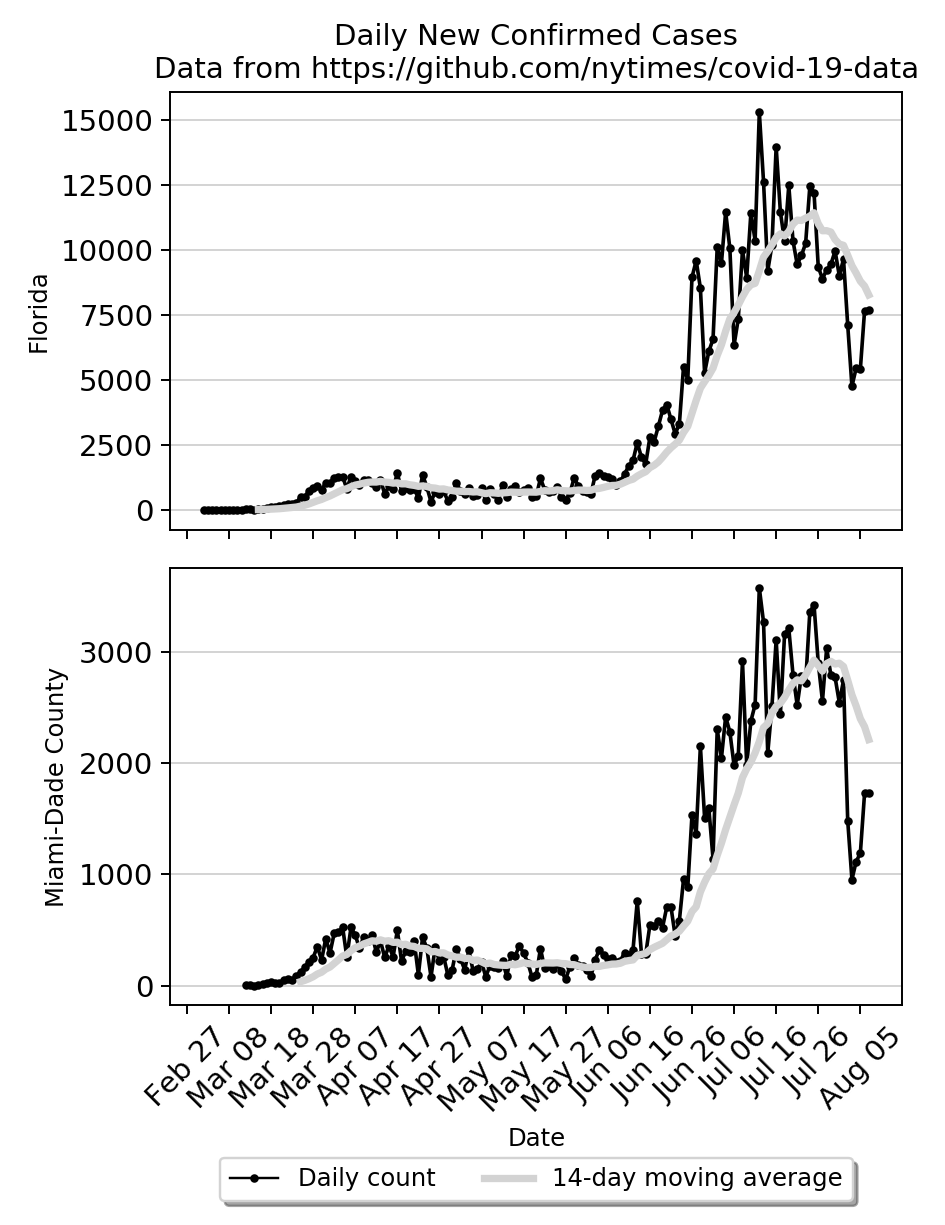 Daily New Confirmed Cases
Data from https://github.com/nytimes/covid-19-data
15000
12500
10000
7500
5000
2500
0
Florida
3000
2000
1000
0
Miami-Dade County
Feb 27
Mar 08
Mar 18
Mar 28
Apr 07
Apr 17
Apr 27
May 07
May 17
May 27
Jun 06
Jun 16
Jun 26
Jul 06
Jul 16
Jul 26
Aug 05
Date
Daily count
14-day moving average